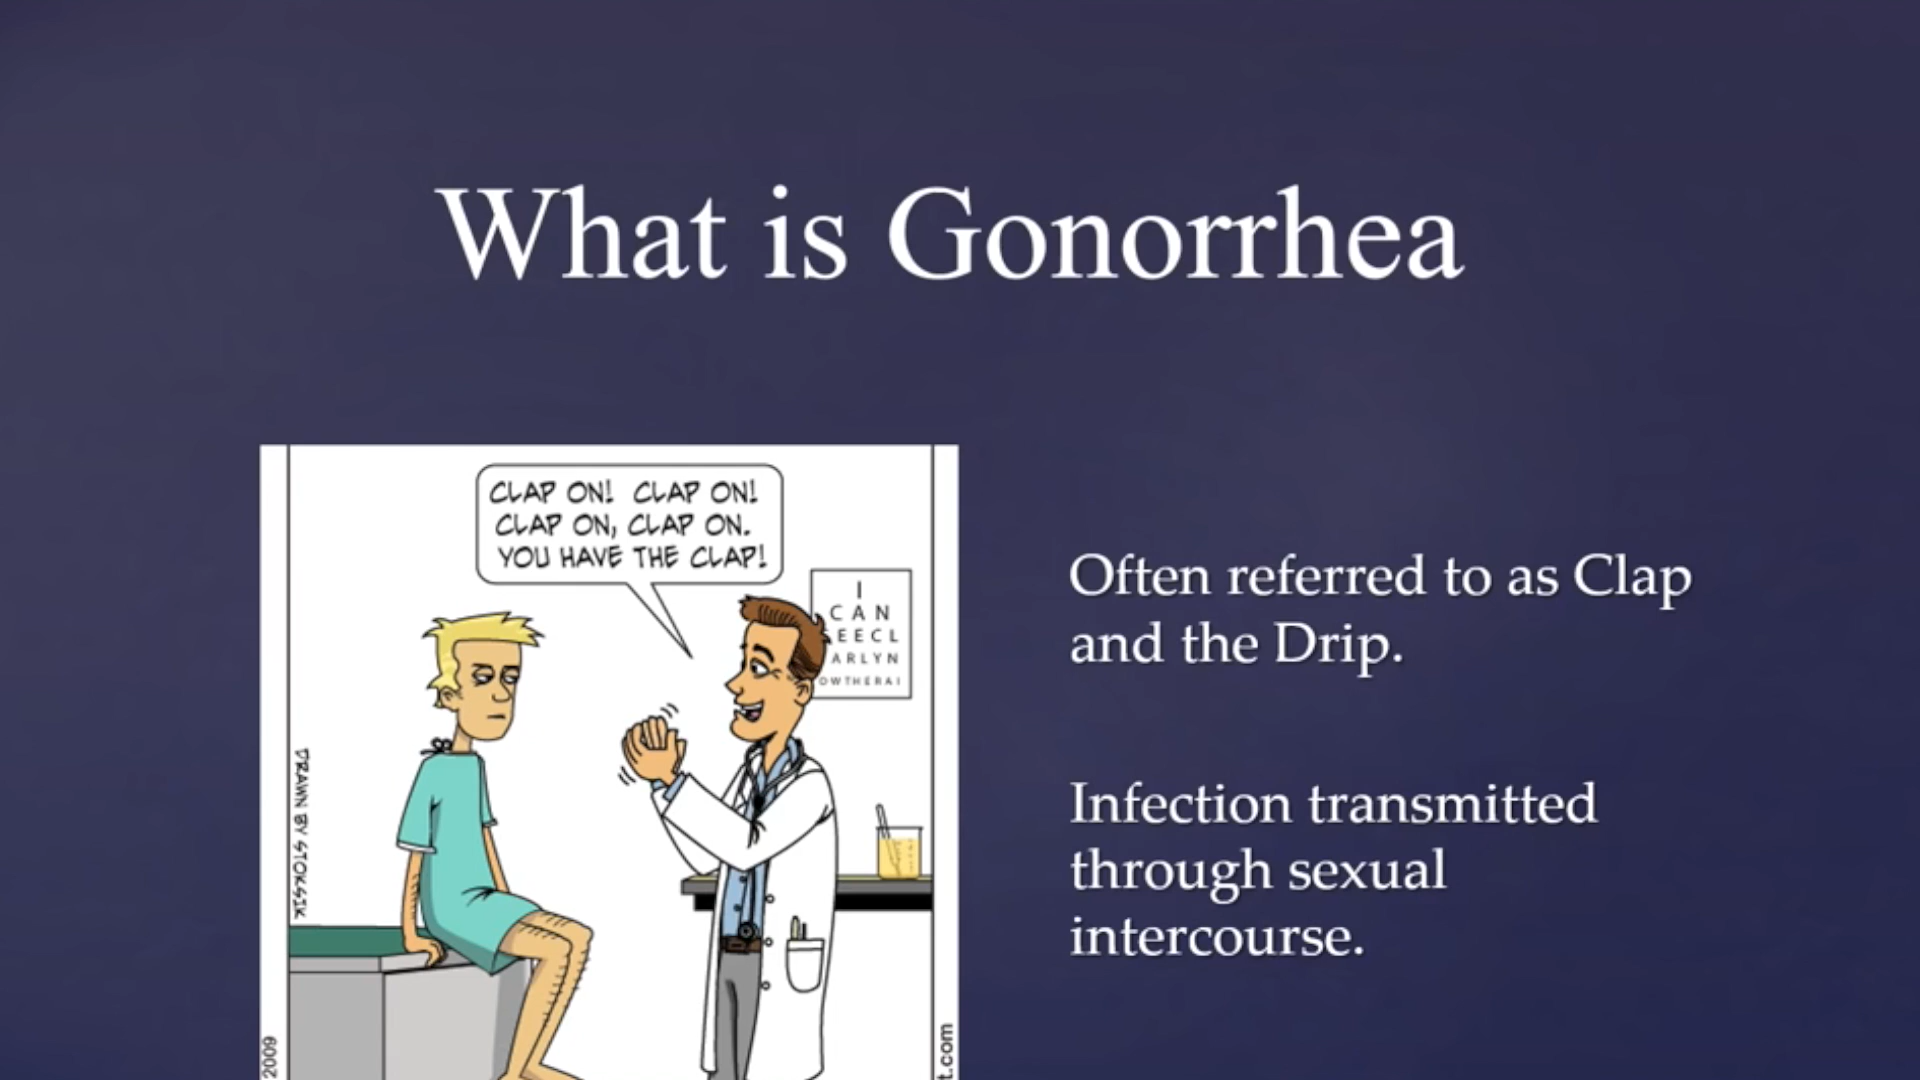 What is Gonorrhea
CLAP ON! CLAP ON!
CLAP ON, CLAP ON.
YOU HAVE THE CLAP!
I
CAN
EECL
ARLYN
OWTHERAI
DRAWN BY STOKSIK
2009
t.com
Often referred to as Clap
and the Drip.
Infection transmitted
through sexual
intercourse.